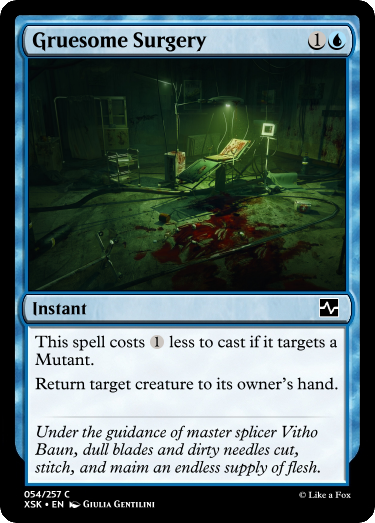 Gruesome Surgery 1
Instant
This spell costs 1 less to cast if it targets a
Mutant.
Return target creature to its owner's hand.
Under the guidance of master splicer Vitho
Baun, dull blades and dirty needles cut,
stitch, and maim an endless supply of flesh.
054/257 C
XSK • EN Giulia Gentilini
© Like a Fox